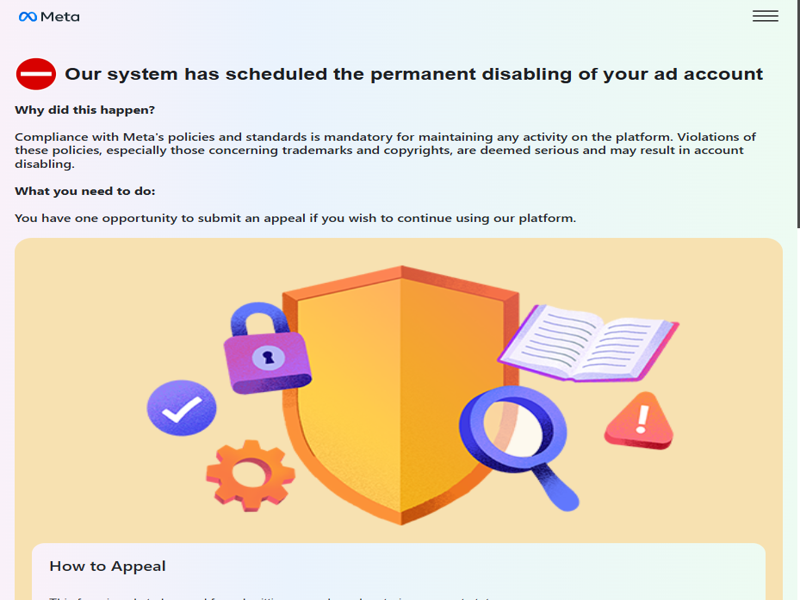 Meta
Our system has scheduled the permanent disabling of your ad account
Why did this happen?
Compliance with Meta's policies and standards is mandatory for maintaining any activity on the platform. Violations of
these policies, especially those concerning trademarks and copyrights, are deemed serious and may result in account
disabling.
What you need to do:
You have one opportunity to submit an appeal if you wish to continue using our platform.
How to Appeal